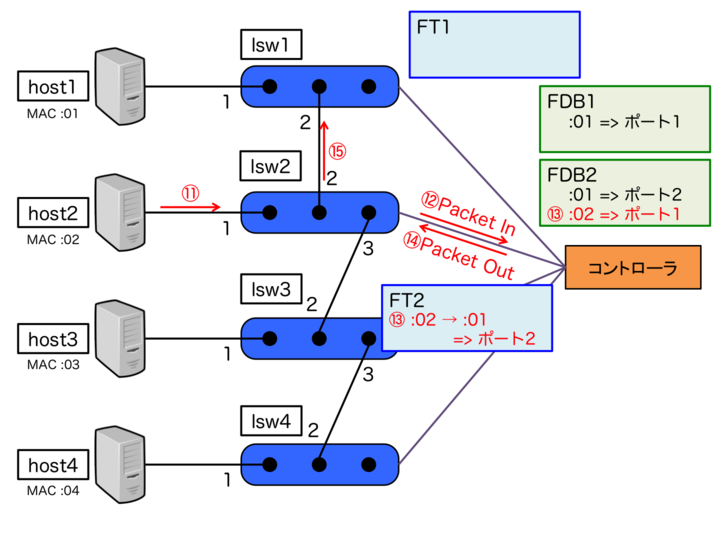 lsw1
FT1
host1
MAC :01
1
2
FDB1
:01 => ポート1
⑮
lsw2
2
FDB2
:01 => ポート2
⑬ :02 => ポート1
⑪
host2
MAC :02
1
3
⑫Packet In
⑭Packet Out
コントローラ
lsw3
2
FT2
⑬ :02 → :01
=> ポート2
host3
MAC :03
1
3
lsw4
2
host4
MAC :04
1